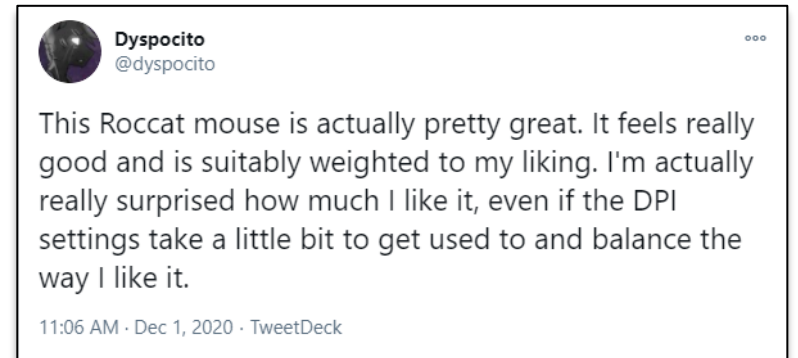 Dyspocito
@dyspocito
This Roccat mouse is actually pretty great. It feels really
good and is suitably weighted to my liking. I'm actually
really surprised how much I like it, even if the DPI
settings take a little bit to get used to and balance the
way I like it.
11:06 AM · Dec 1, 2020 · TweetDeck